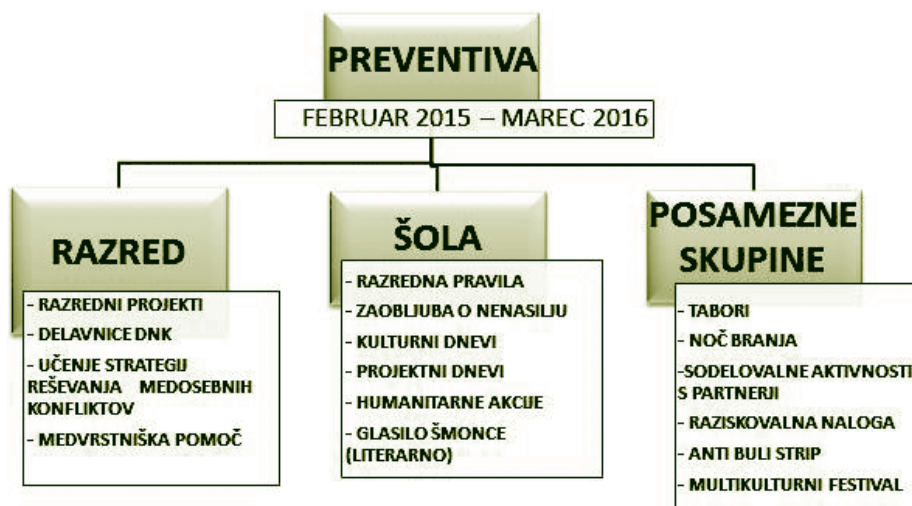 PREVENTIVA
FEBRUAR 2015 – MAREC 2016
RAZRED
- RAZREDNI PROJEKTI
- DELAVNICE DNK
- UČENJE STRATEGIJ
REŠEVANJA MEDOSEBNIH
KONFLIKTOV
- MEDVRSTNIŠKA POMOČ
ŠOLA
- RAZREDNA PRAVILA
- ZAOBLJUBA O NENASILJU
- KULTURNI DNEVI
- PROJEKTNI DNEVI
- HUMANITARNE AKCIJE
- GLASILO ŠMONCE
(LITERARNO)
POSAMEZNE
SKUPINE
- TABORI
- NOČ BRANJA
-SODELOVALNE AKTIVNOSTI
S PARTNERJI
- RAZISKOVALNA NALOGA
- ANTI BULI STRIP
- MULTIKULTURNI FESTIVAL